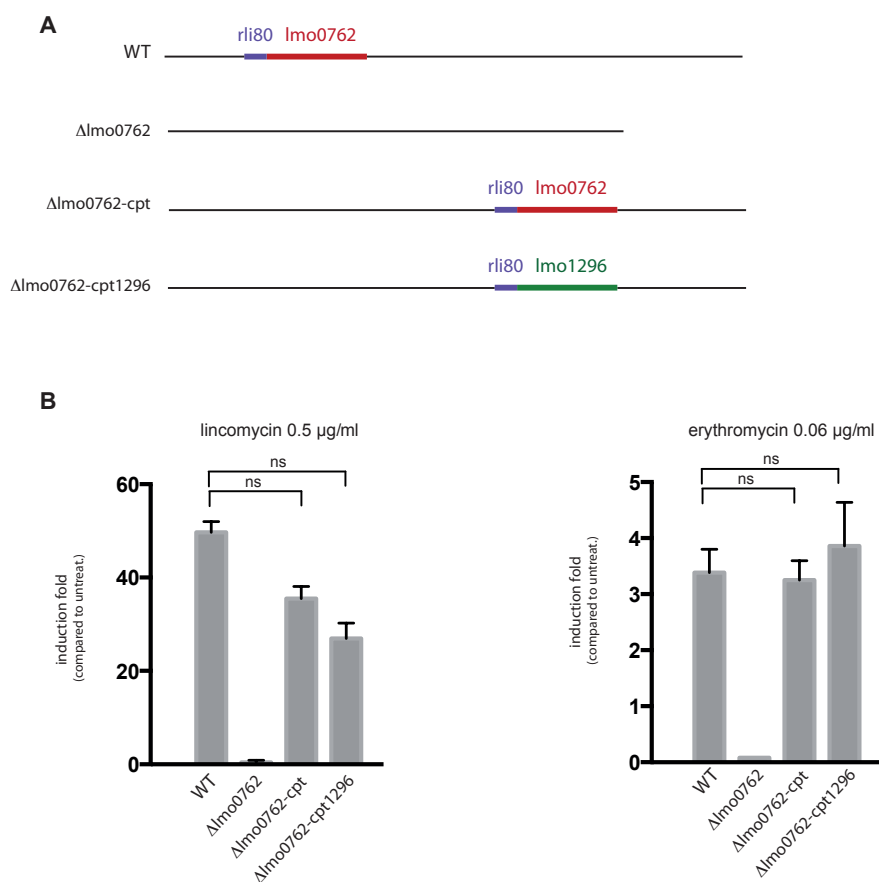 A
rli80 lmo0762
WT
Δlmo0762
rli80 lmo0762
Δlmo0762-cpt
rli80 lmo1296
Δlmo0762-cpt1296
B
lincomycin 0.5 µg/ml
ns
ns
60
40
20
0
induction fold
(compared to untreat.)
WT
Δlmo0762
Δlmo0762-cpt
Δlmo0762-cpt1296
erythromycin 0.06 µg/ml
ns
ns
5
4
3
2
1
0
induction fold
(compared to untreat.)
WT
Δlmo0762
Δlmo0762-cpt
Δlmo0762-cpt1296